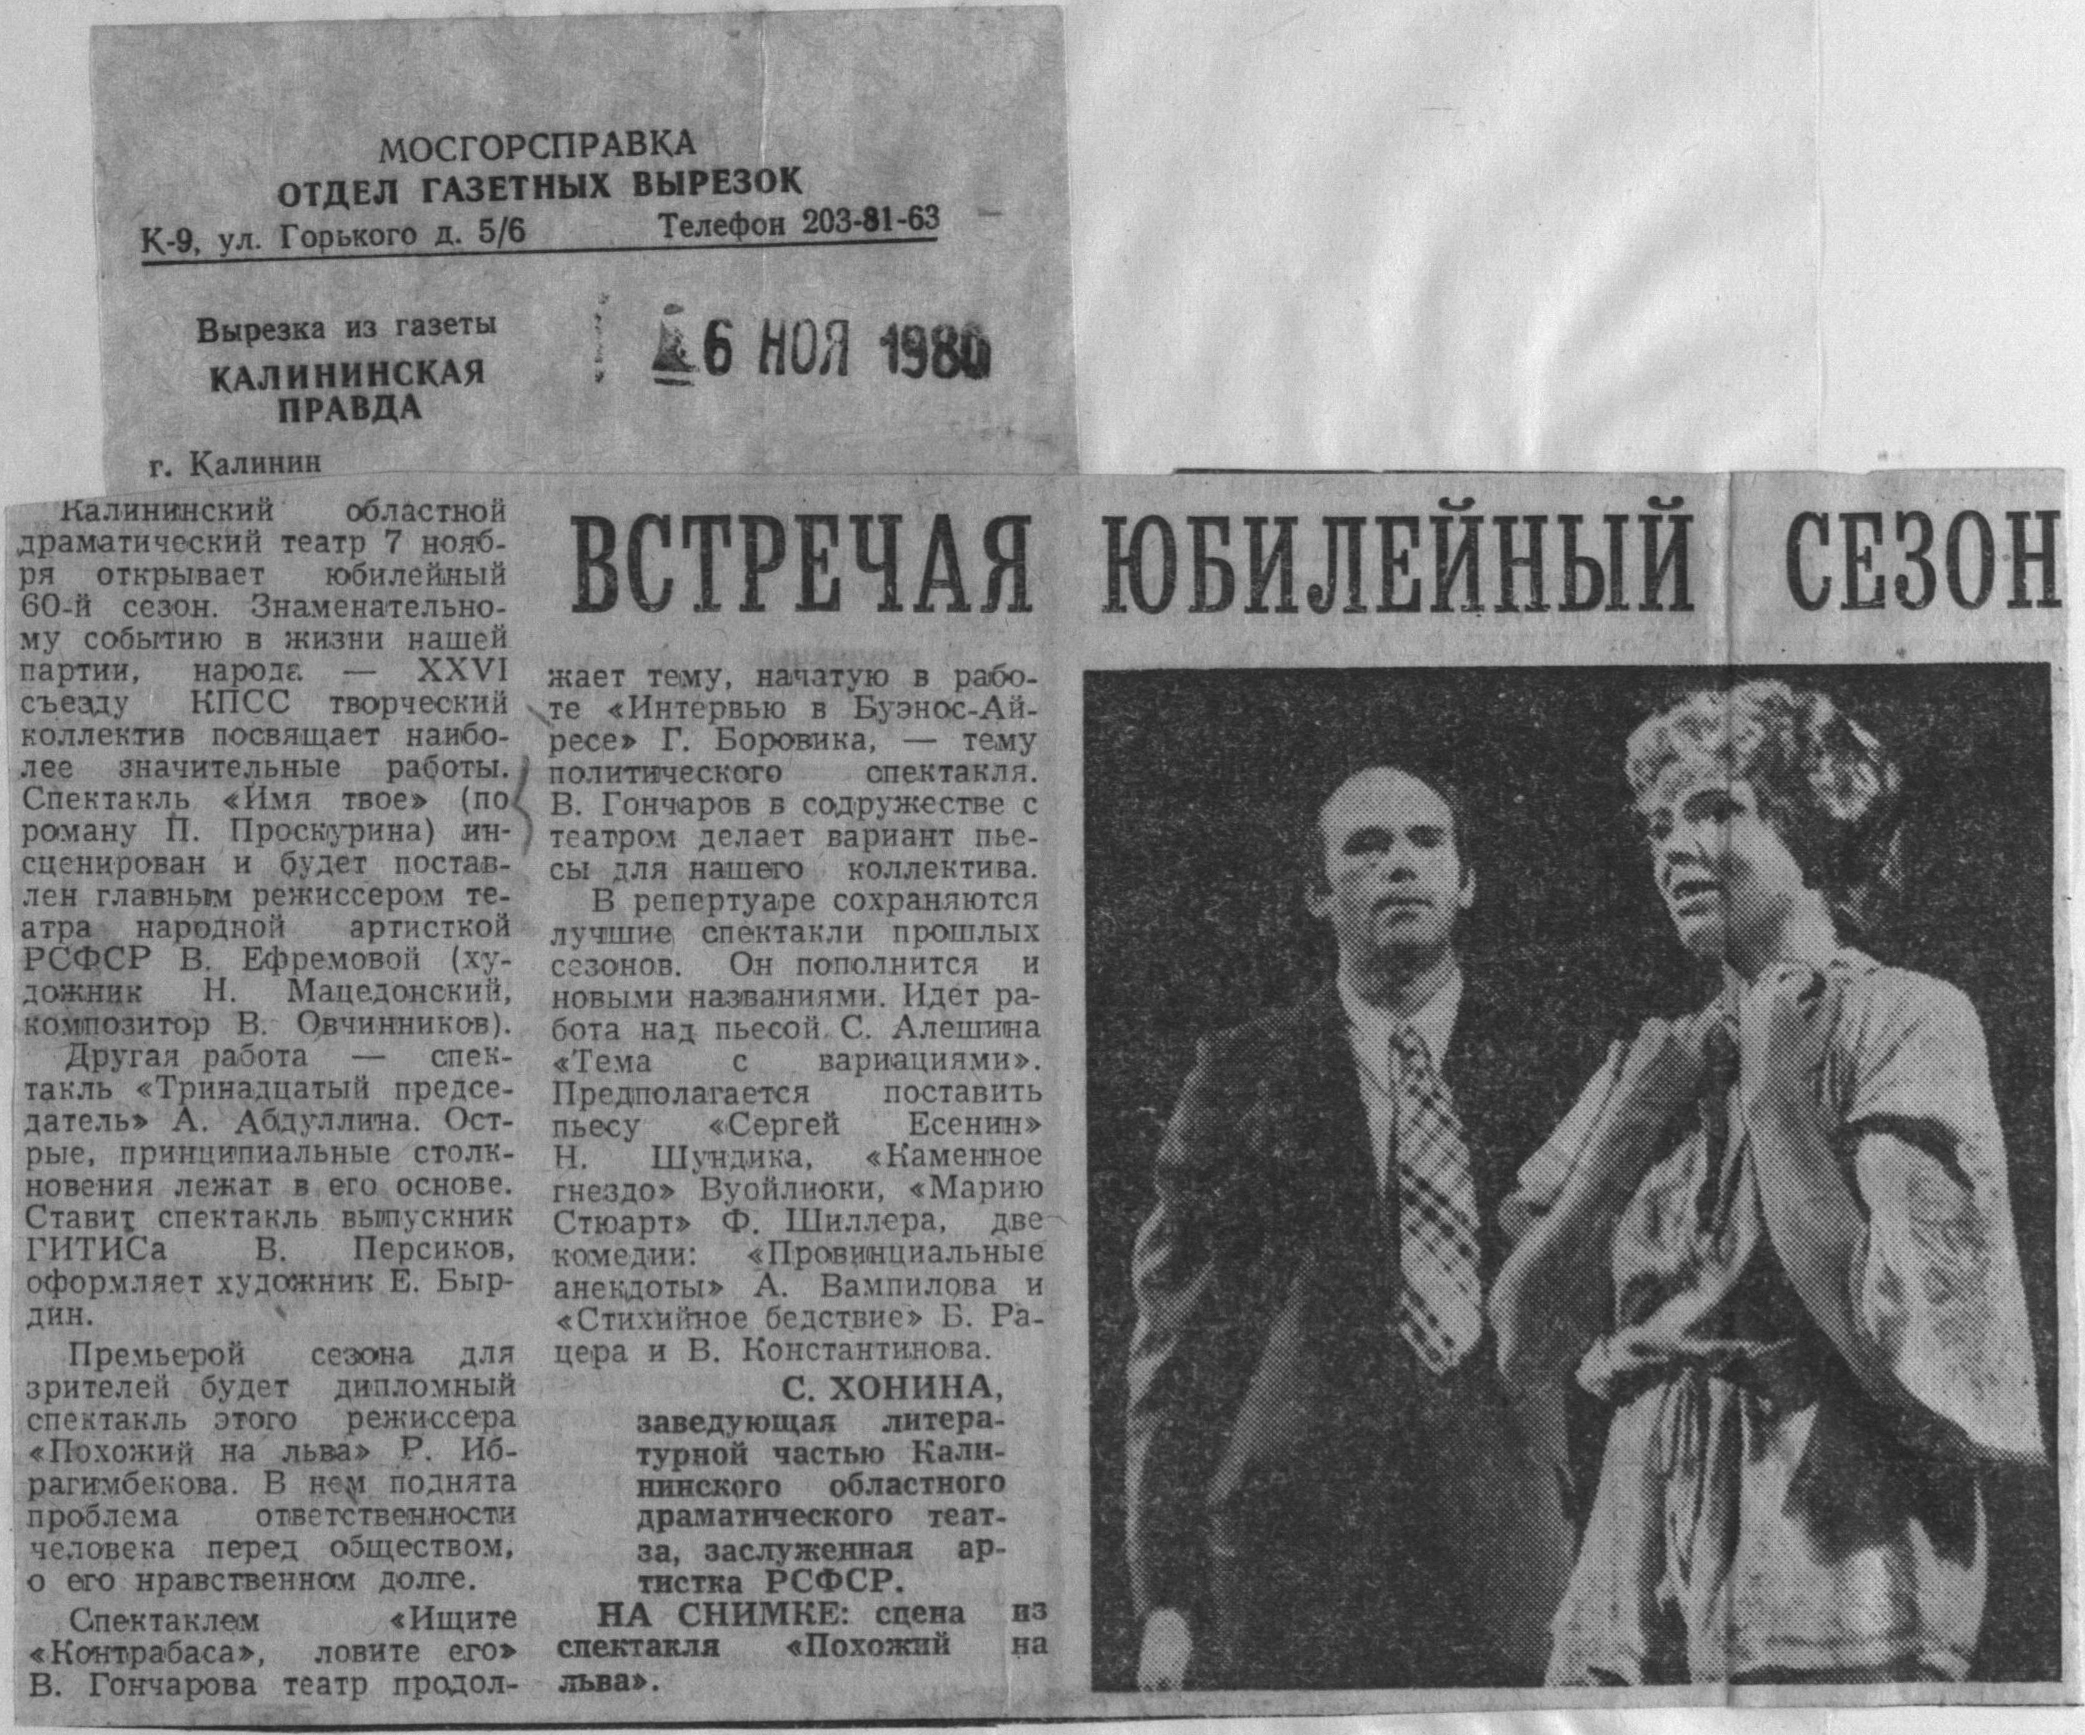 МОСГОРСПРАВКА
ОТДЕЛ ГАЗЕТНЫХ ВЫРЕЗОК
К-9, ул. Горького д. 5/6 Телефон 203-81-63
Вырезка из газеты
КАЛИНИНСКАЯ
ПРАВДА
г. Калинин
6 НОЯ 1980
ВСТРЕЧАЯ ЮБИЛЕЙНЫЙ СЕЗОН
Калининский областной
драматический театр 7 нояб-
ря открывает юбилейный
60-й сезон. Знаменательно-
му событию в жизни нашей
партии, народа — XXVI
съезду КПСС творческий
коллектив посвящает наибо-
лее значительные работы.
Спектакль «Имя твое» (по
роману П. Проскурина) ин-
сценирован и будет постав-
лен главным режиссером те-
атра народной артисткой
РСФСР В. Ефремовой (ху-
дожник Н. Мацедонский,
композитор В. Овчинников).
Другая работа — спек-
такль «Тринадцатый предсе-
датель» А. Абдуллина. Ост-
рые, принципиальные столк-
новения лежат в его основе.
Ставит спектакль выпускник
ГИТИСа В. Персиков,
оформляет художник Е. Быр-
дин.
Премьерой сезона для
зрителей будет дипломный
спектакль этого режиссера
«Похожий на льва» Р. Иб-
рагимбекова. В нем поднята
проблема ответственности
человека перед обществом,
о его нравственном долге.
Спектаклем «Ищите
«Контрабаса», ловите его»
В. Гончарова театр продол-
жает тему, начатую в рабо-
те «Интервью в Буэнос-Ай-
ресе» Г. Боровика, — тему
политического спектакля.
В. Гончаров в содружестве с
театром делает вариант пье-
сы для нашего коллектива.
В репертуаре сохраняются
лучшие спектакли прошлых
сезонов. Он пополнится и
новыми названиями. Идет ра-
бота над пьесой С. Алешина
«Тема с вариациями».
Предполагается поставить
пьесу «Сергей Есенин»
Н. Шундика, «Каменное
гнездо» Вуойлиоки, «Марию
Стюарт» Ф. Шиллера, две
комедии: «Провинциальные
анекдоты» А. Вампилова и
«Стихийное бедствие» Б. Ра-
цера и В. Константинова.
С. ХОНИНА,
заведующая литера-
турной частью Кали-
нинского областного
драматического теат-
за, заслуженная ар-
тистка РСФСР.
НА СНИМКЕ: сцена из
спектакля «Похожий на
льва».